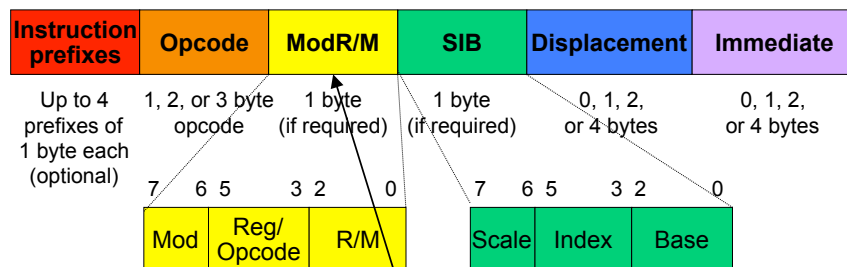 Instruction prefixes Opcode ModR/M SIB Displacement Immediate
Up to 4 prefixes of 1 byte each (optional)
1, 2, or 3 byte opcode
1 byte (if required)
1 byte (if required)
0, 1, 2, or 4 bytes
0, 1, 2, or 4 bytes
7 6 5 3 2 0
7 6 5 3 2 0
Mod Reg/Opcode R/M
Scale Index Base